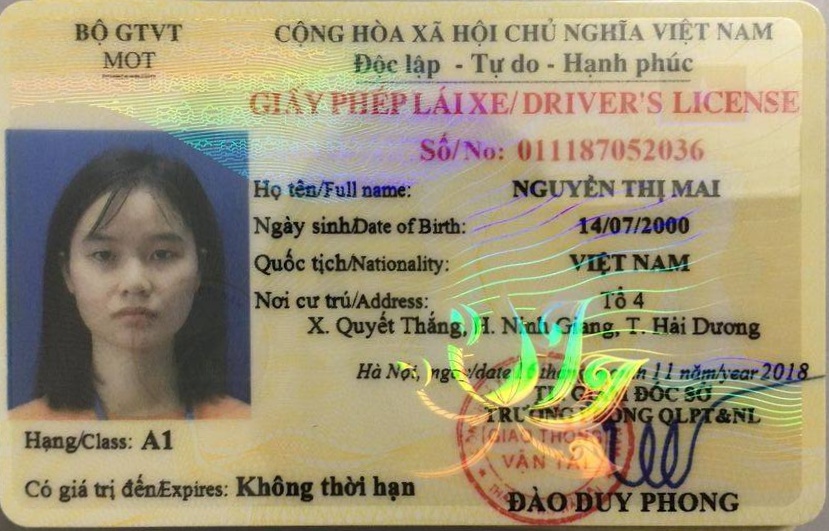 BỘ GTVT
MOT
CỘNG HÒA XÃ HỘI CHỦ NGHĨA VIỆT NAM
Độc lập - Tự do - Hạnh phúc
GIẤY PHÉP LÁI XE/ DRIVER'S LICENSE
Số/No: 011187052036
Họ tên/Full name: NGUYỄN THỊ MAI
Ngày sinh/Date of Birth: 14/07/2000
Quốc tịch/Nationality: VIỆT NAM
Nơi cư trú/Address: Tổ 4
X. Quyết Thắng, H. Ninh Giang, T. Hải Dương
Hà Nội, ngày/date 11 năm/year 2018
GIÁM ĐỐC SỞ
TRƯỞNG PHÒNG QLPT&NL
GIAO THÔNG
VẬN TẢI
Hạng/Class: A1
Có giá trị đến/Expires: Không thời hạn
ĐÀO DUY PHONG